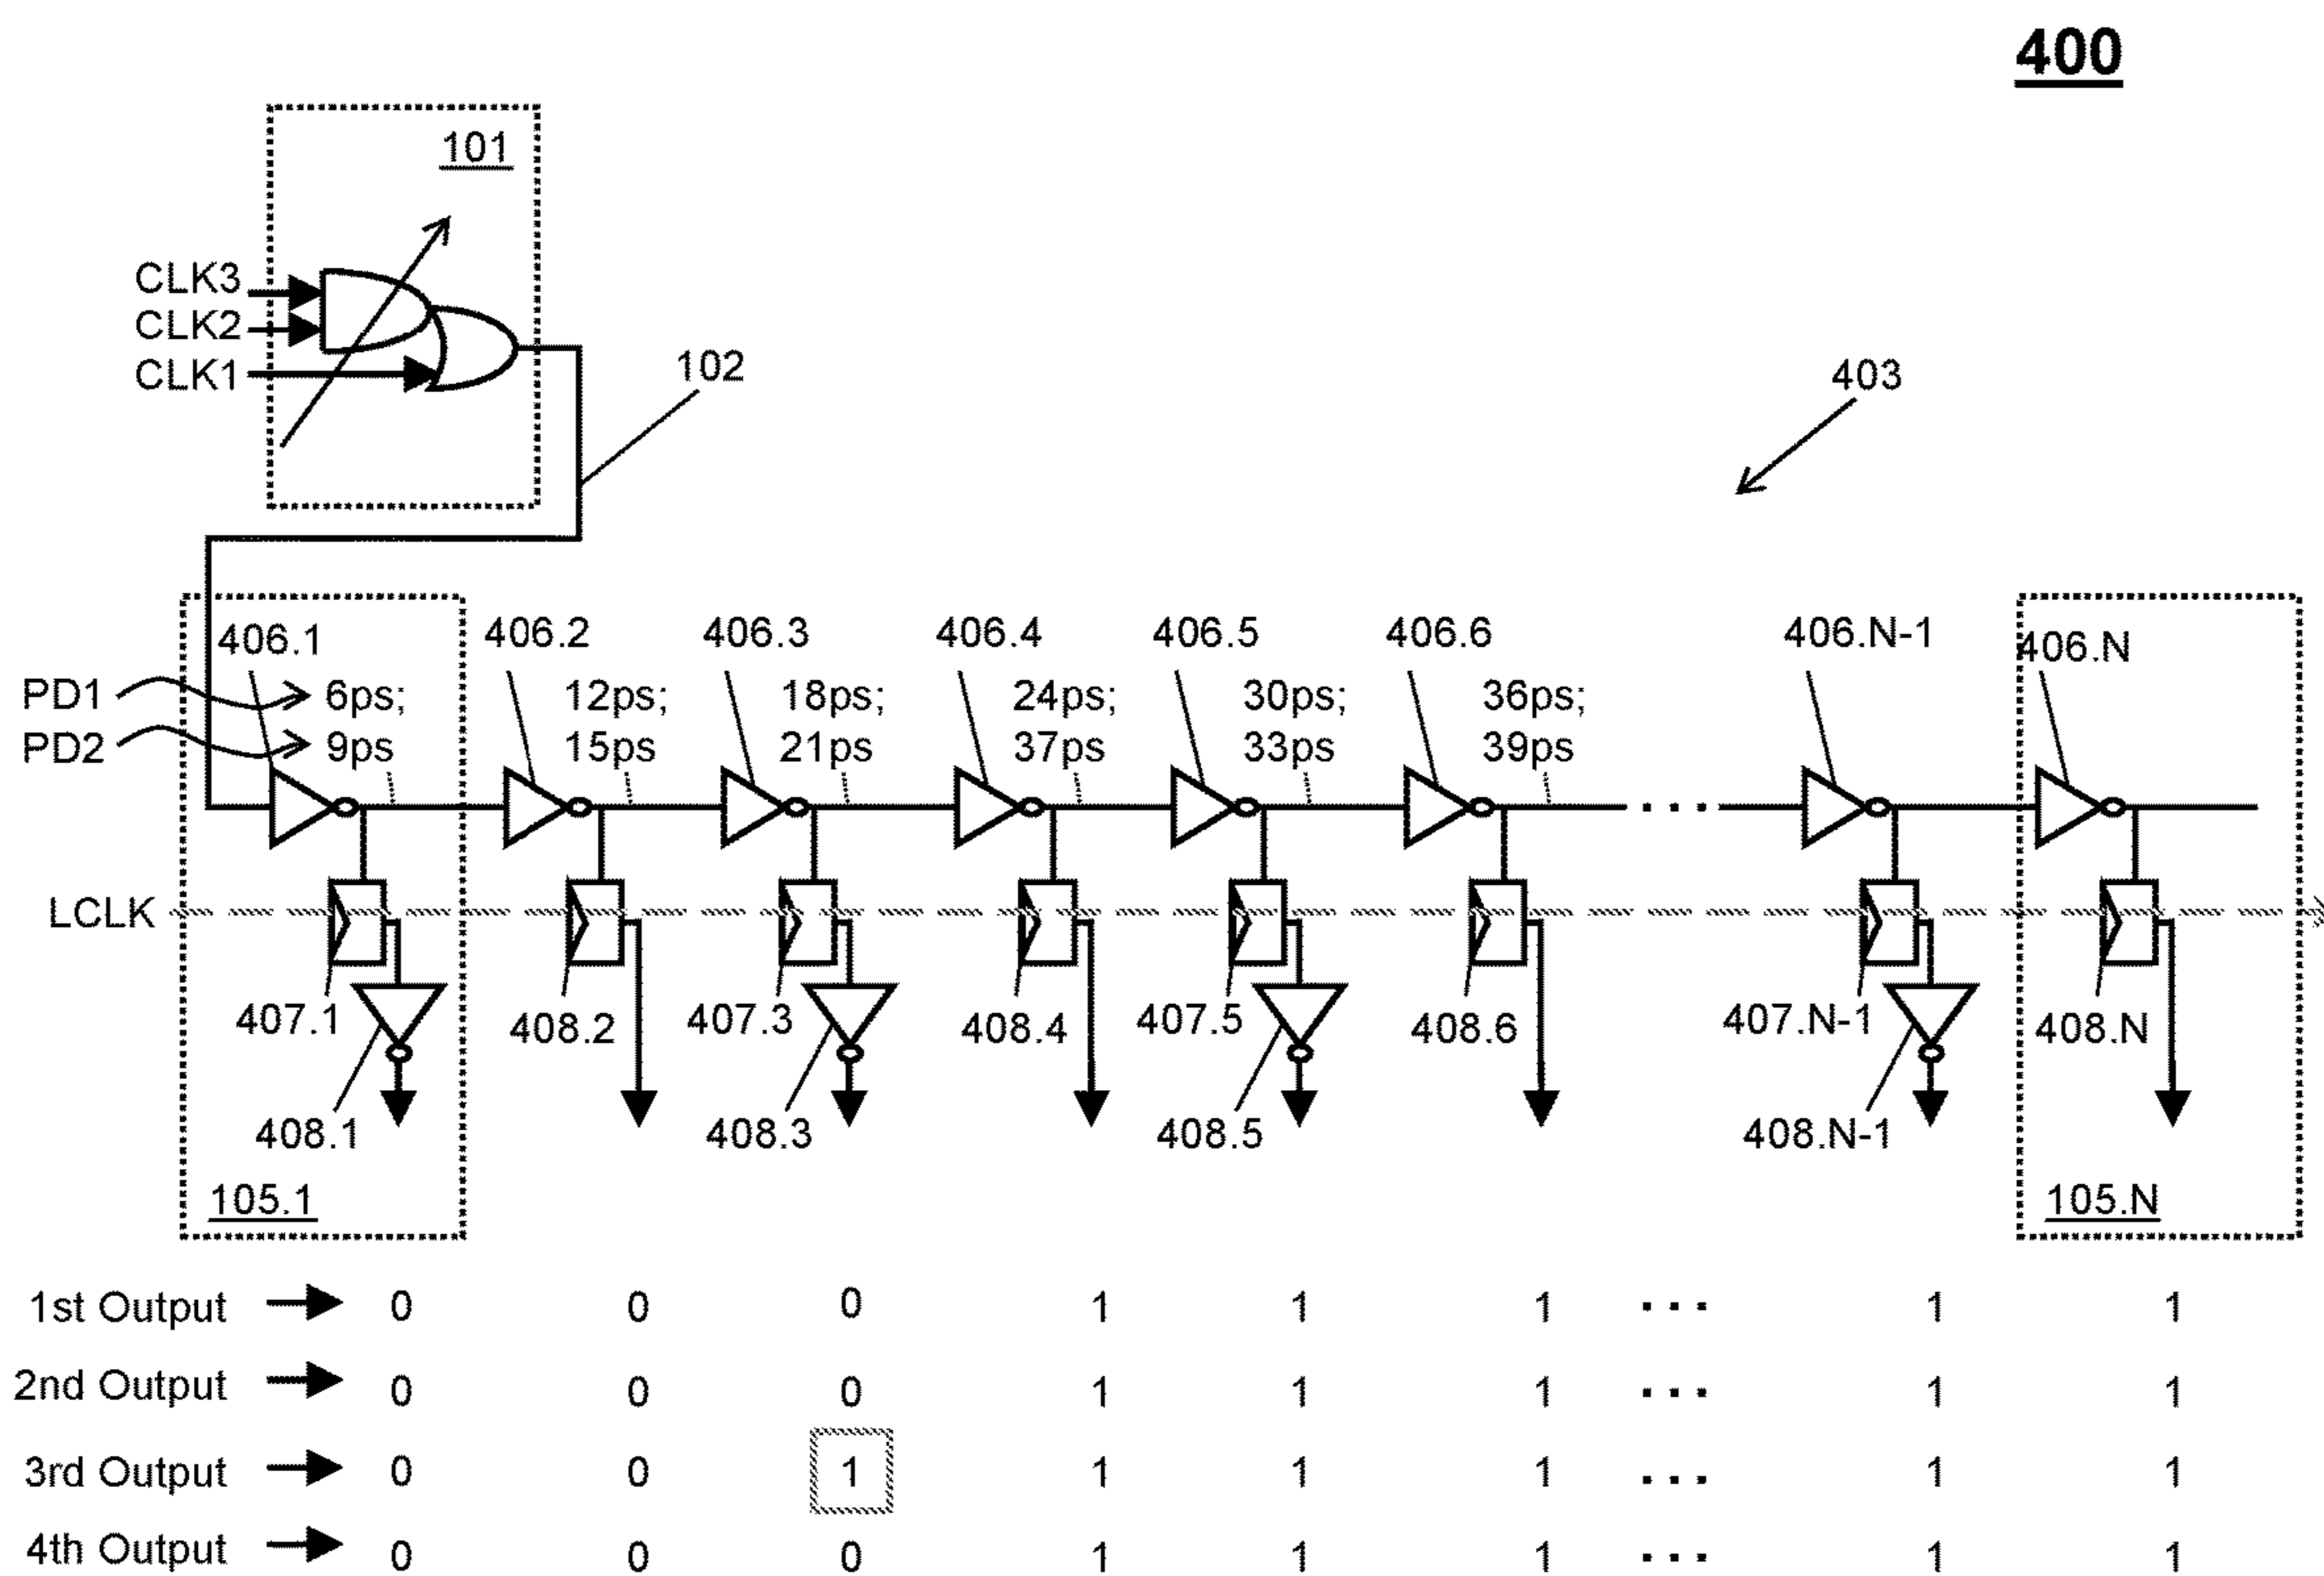 400
101
CLK3
CLK2
CLK1
102
403
406.1 406.2 406.3 406.4 406.5 406.6 406.N-1 406.N
PD1 6ps; 12ps; 18ps; 24ps; 30ps; 36ps;
PD2 9ps 15ps 21ps 37ps 33ps 39ps
LCLK
407.1 408.2 407.3 408.4 407.5 408.6 407.N-1 408.N
408.1 408.3 408.5 408.N-1
105.1 105.N
1st Output 0 0 0 1 1 1 ... 1 1
2nd Output 0 0 0 1 1 1 ... 1 1
3rd Output 0 0 1 1 1 1 ... 1 1
4th Output 0 0 0 1 1 1 ... 1 1